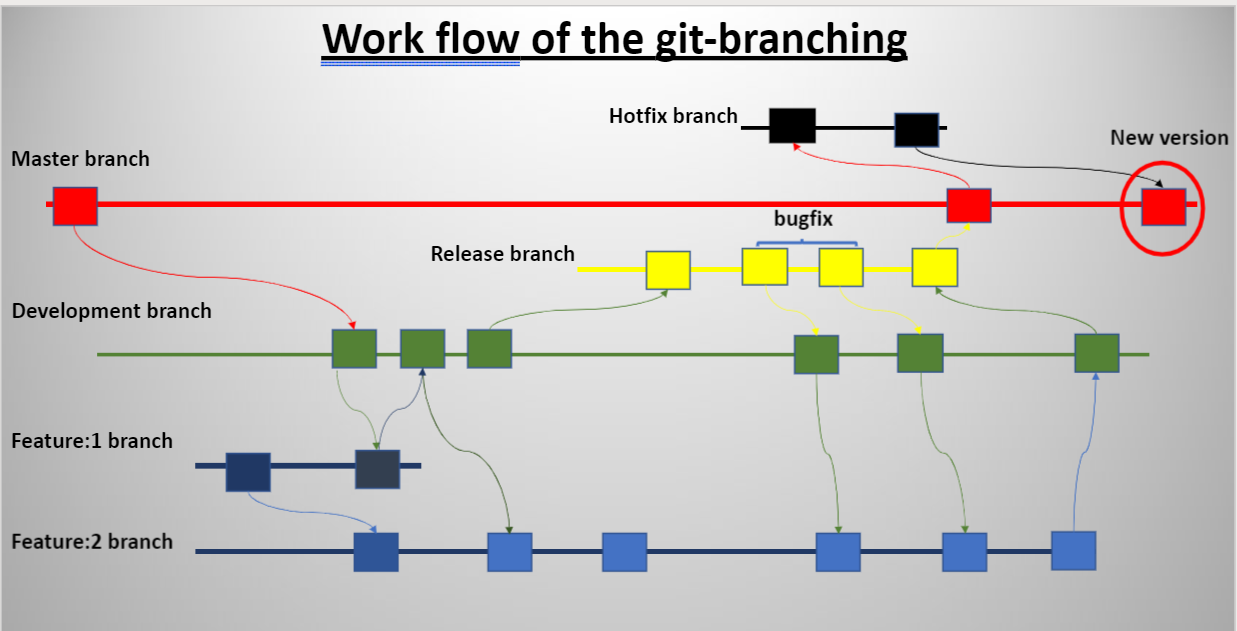 Work flow of the git-branching
Hotfix branch
New version
Master branch
bugfix
Release branch
Development branch
Feature:1 branch
Feature:2 branch